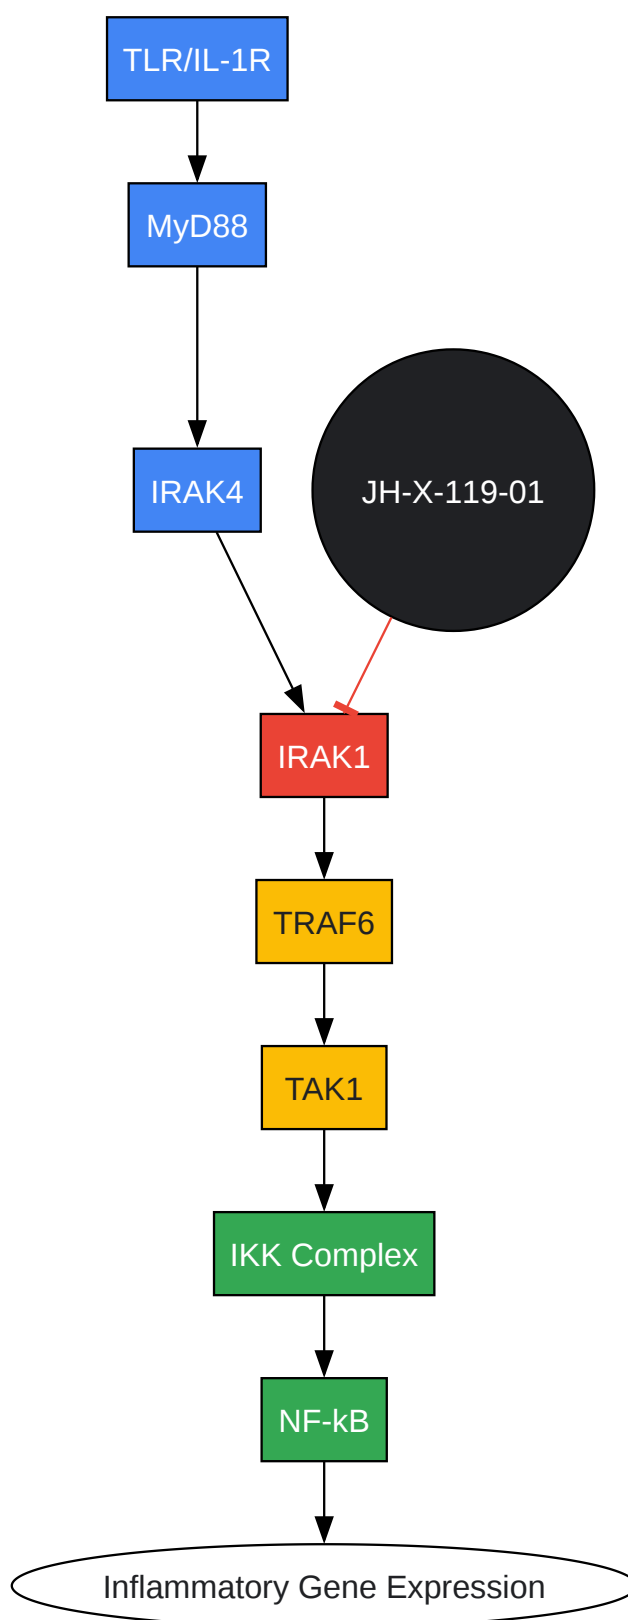 TLR/IL-1R
MyD88
IRAK4
JH-X-119-01
IRAK1
TRAF6
TAK1
IKK Complex
NF-kB
Inflammatory Gene Expression